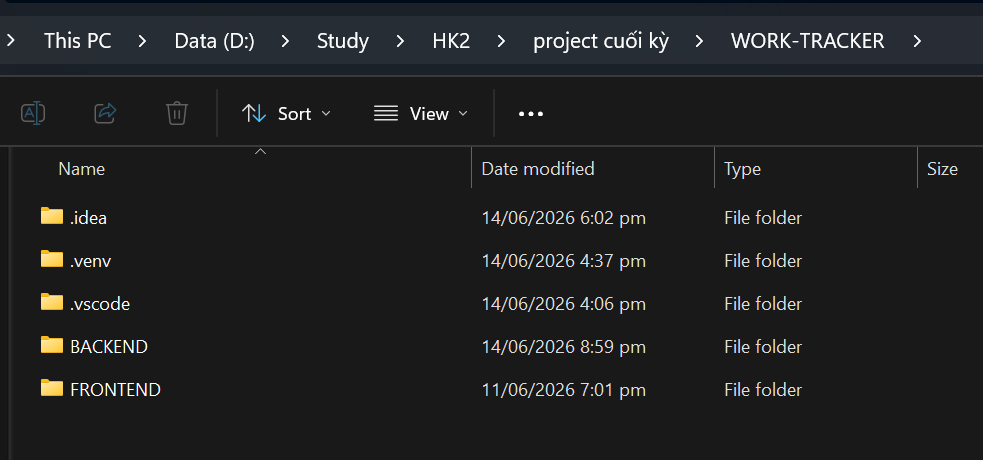 This PC > Data (D:) > Study > HK2 > project cuối kỳ > WORK-TRACKER >
Sort View
Name Date modified Type Size
.idea 14/06/2026 6:02 pm File folder
.venv 14/06/2026 4:37 pm File folder
.vscode 14/06/2026 4:06 pm File folder
BACKEND 14/06/2026 8:59 pm File folder
FRONTEND 11/06/2026 7:01 pm File folder